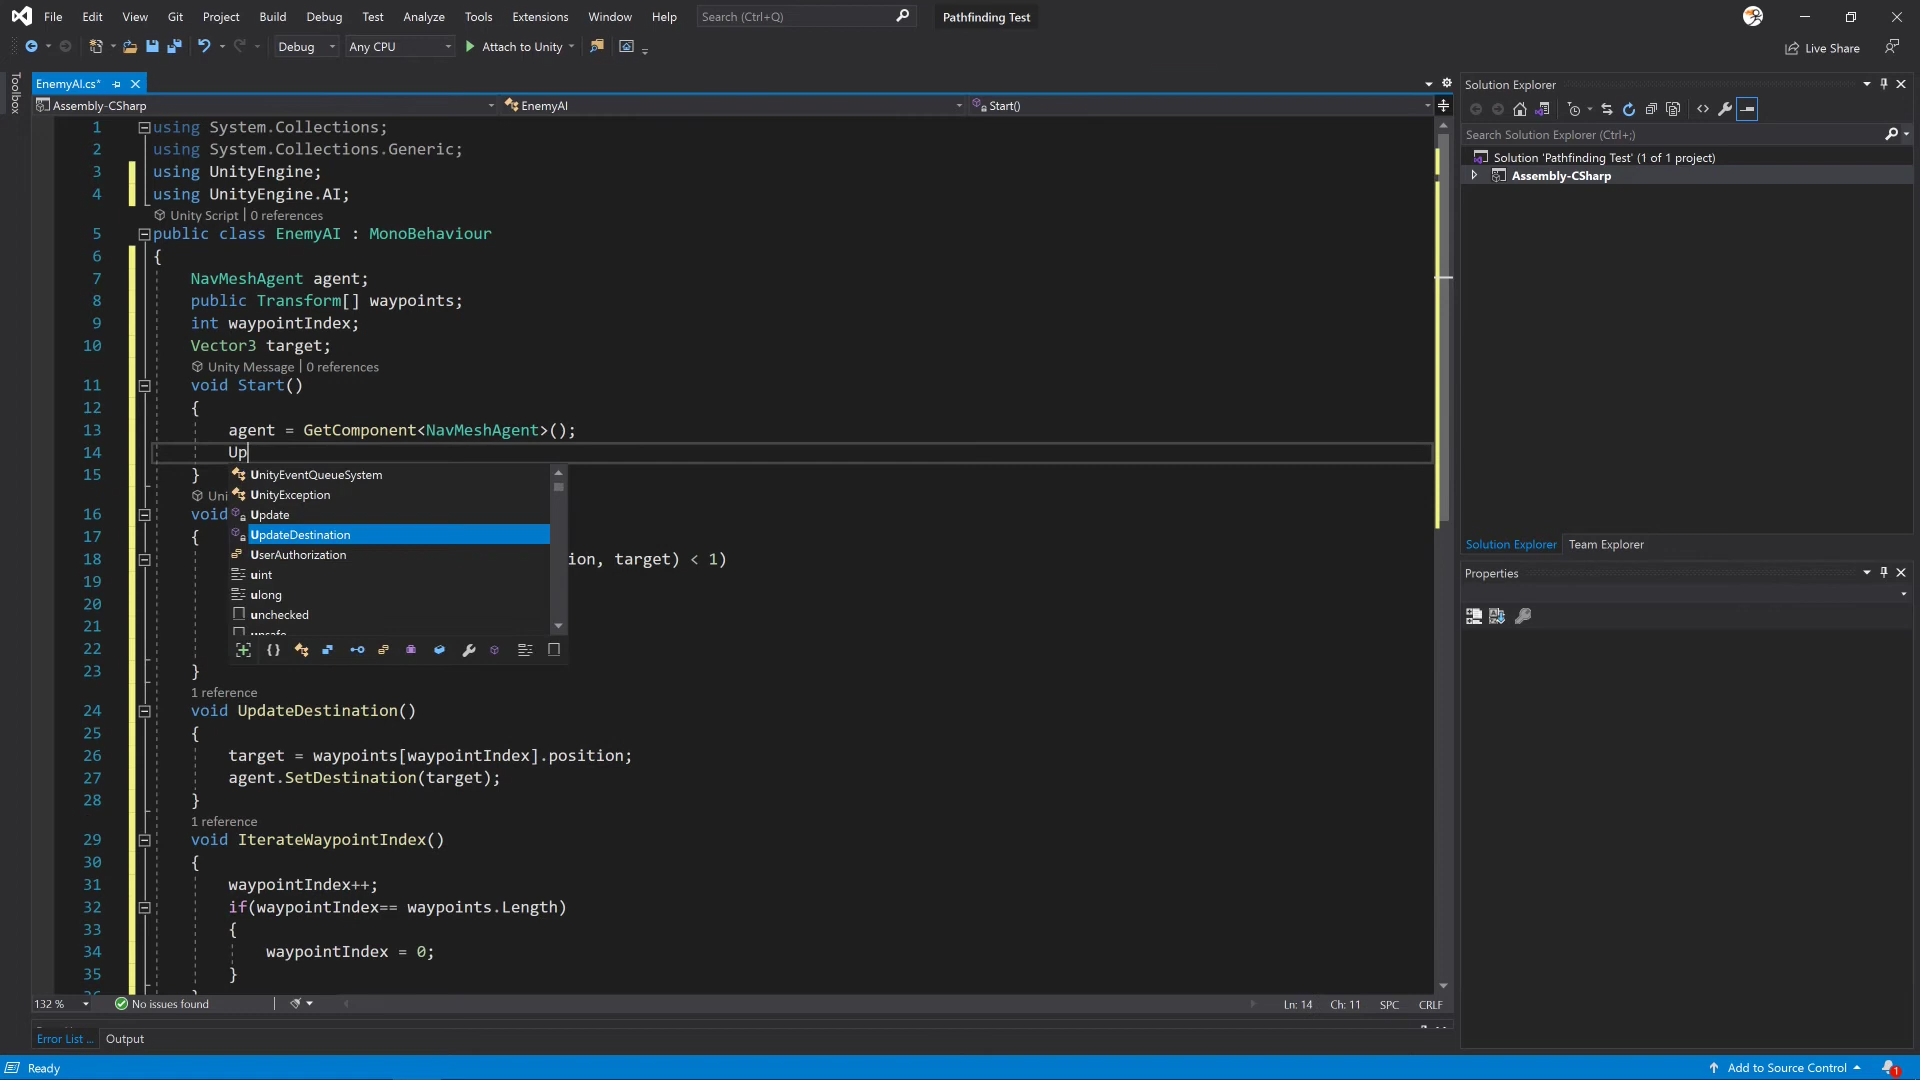 File Edit View Git Project Build Debug Test Analyze Tools Extensions Window Help Search (Ctrl+Q) Pathfinding Test
Debug Any CPU Attach to Unity Live Share
Toolbox
EnemyAI.cs*
Assembly-CSharp EnemyAI Start()
1 using System.Collections;
2 using System.Collections.Generic;
3 using UnityEngine;
4 using UnityEngine.AI;
Unity Script | 0 references
5 public class EnemyAI : MonoBehaviour
6 {
7 NavMeshAgent agent;
8 public Transform[] waypoints;
9 int waypointIndex;
10 Vector3 target;
Unity Message | 0 references
11 void Start()
12 {
13 agent = GetComponent<NavMeshAgent>();
14 Up
15 }
UnityEventQueueSystem
UnityException
Uni
16 void
Update
17 {
UpdateDestination
UserAuthorization
18 ion, target) < 1)
19
uint
20
ulong
21
unchecked
22
23 }
1 reference
24 void UpdateDestination()
25 {
26 target = waypoints[waypointIndex].position;
27 agent.SetDestination(target);
28 }
1 reference
29 void IterateWaypointIndex()
30 {
31 waypointIndex++;
32 if(waypointIndex== waypoints.Length)
33 {
34 waypointIndex = 0;
35 }
132 % No issues found Ln: 14 Ch: 11 SPC CRLF
Error List ... Output
Ready Add to Source Control 1
Solution Explorer
Search Solution Explorer (Ctrl+;)
Solution 'Pathfinding Test' (1 of 1 project)
Assembly-CSharp
Solution Explorer Team Explorer
Properties